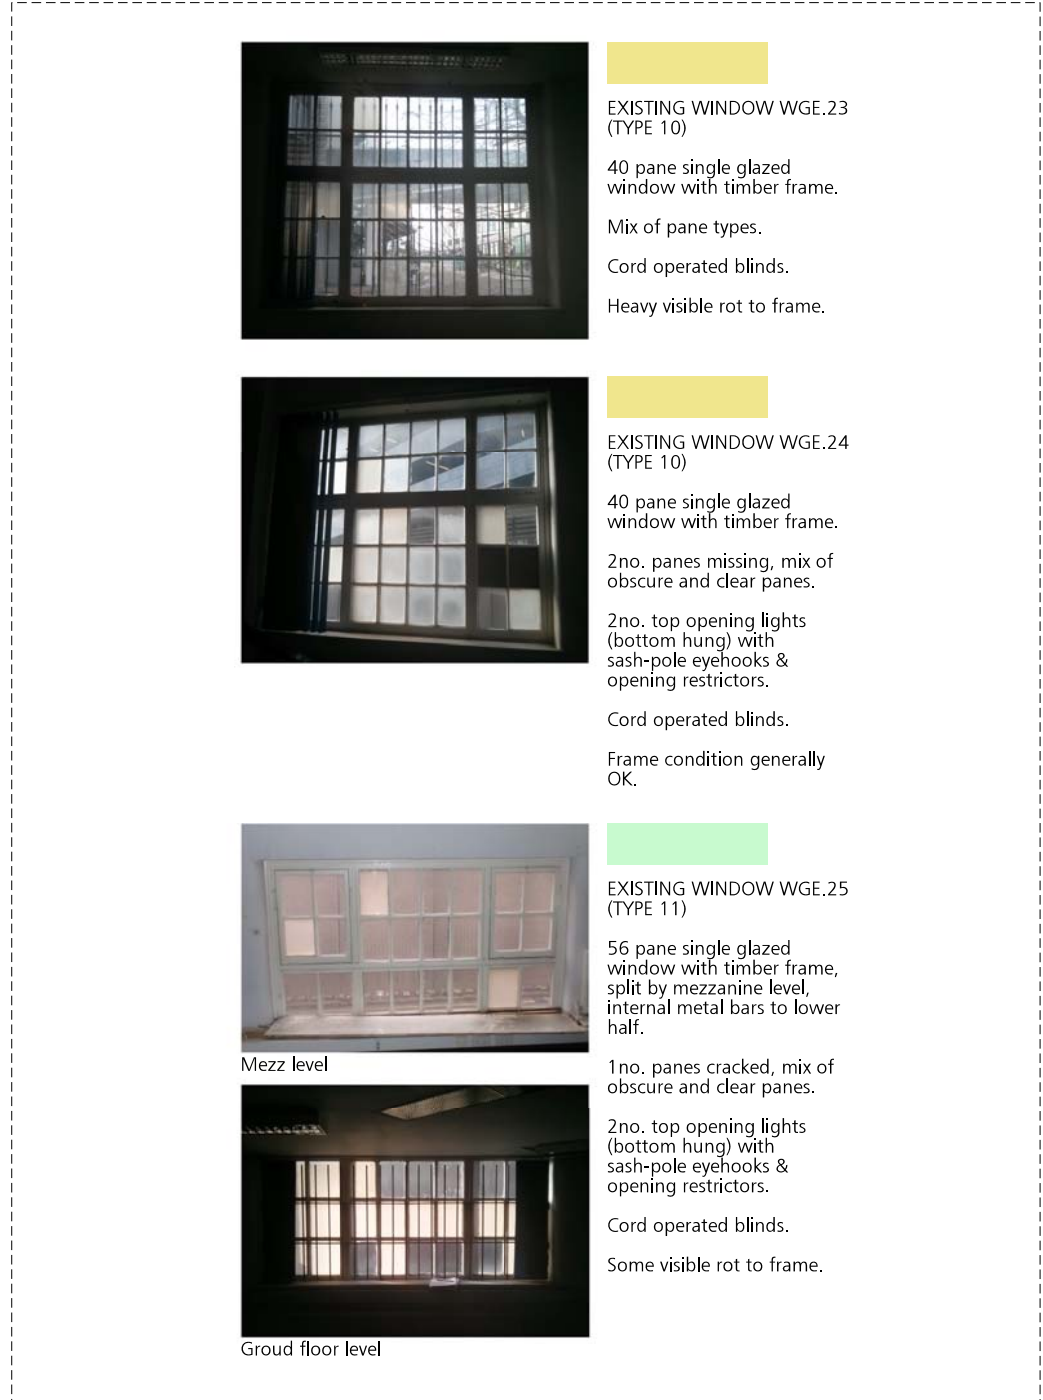 EXISTING WINDOW WGE.23
(TYPE 10)
40 pane single glazed
window with timber frame.
Mix of pane types.
Cord operated blinds.
Heavy visible rot to frame.
EXISTING WINDOW WGE.24
(TYPE 10)
40 pane single glazed
window with timber frame.
2no. panes missing, mix of
obscure and clear panes.
2no. top opening lights
(bottom hung) with
sash-pole eyehooks &
opening restrictors.
Cord operated blinds.
Frame condition generally
OK.
EXISTING WINDOW WGE.25
(TYPE 11)
56 pane single glazed
window with timber frame,
split by mezzanine level,
internal metal bars to lower
half.
1no. panes cracked, mix of
obscure and clear panes.
2no. top opening lights
(bottom hung) with
sash-pole eyehooks &
opening restrictors.
Cord operated blinds.
Some visible rot to frame.
Mezz level
Groud floor level